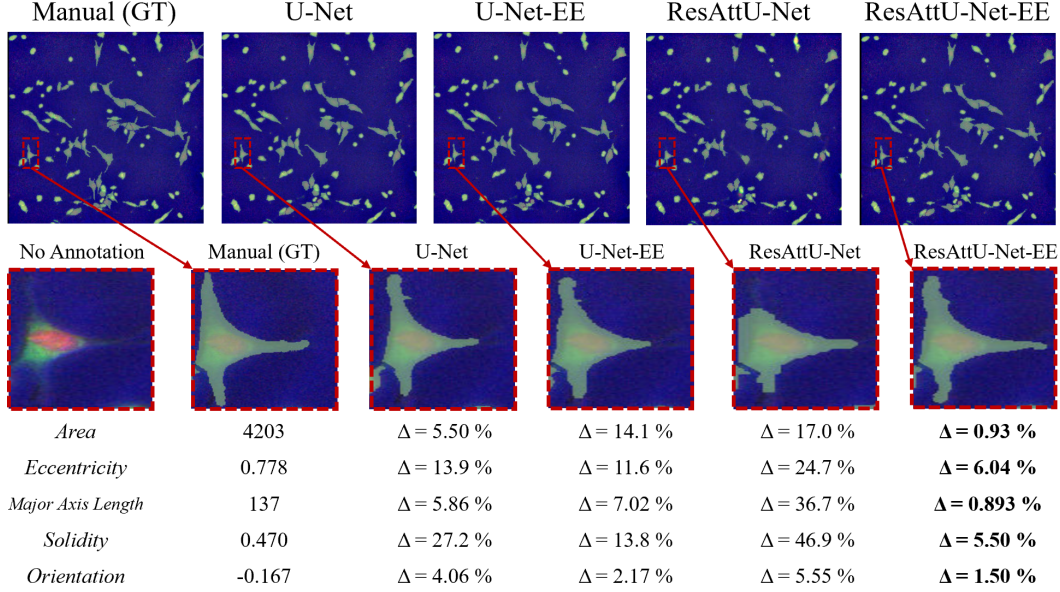 Manual (GT) U-Net U-Net-EE ResAttU-Net ResAttU-Net-EE
No Annotation Manual (GT) U-Net U-Net-EE ResAttU-Net ResAttU-Net-EE
Area 4203 Δ = 5.50 % Δ = 14.1 % Δ = 17.0 % Δ = 0.93 %
Eccentricity 0.778 Δ = 13.9 % Δ = 11.6 % Δ = 24.7 % Δ = 6.04 %
Major Axis Length 137 Δ = 5.86 % Δ = 7.02 % Δ = 36.7 % Δ = 0.893 %
Solidity 0.470 Δ = 27.2 % Δ = 13.8 % Δ = 46.9 % Δ = 5.50 %
Orientation -0.167 Δ = 4.06 % Δ = 2.17 % Δ = 5.55 % Δ = 1.50 %